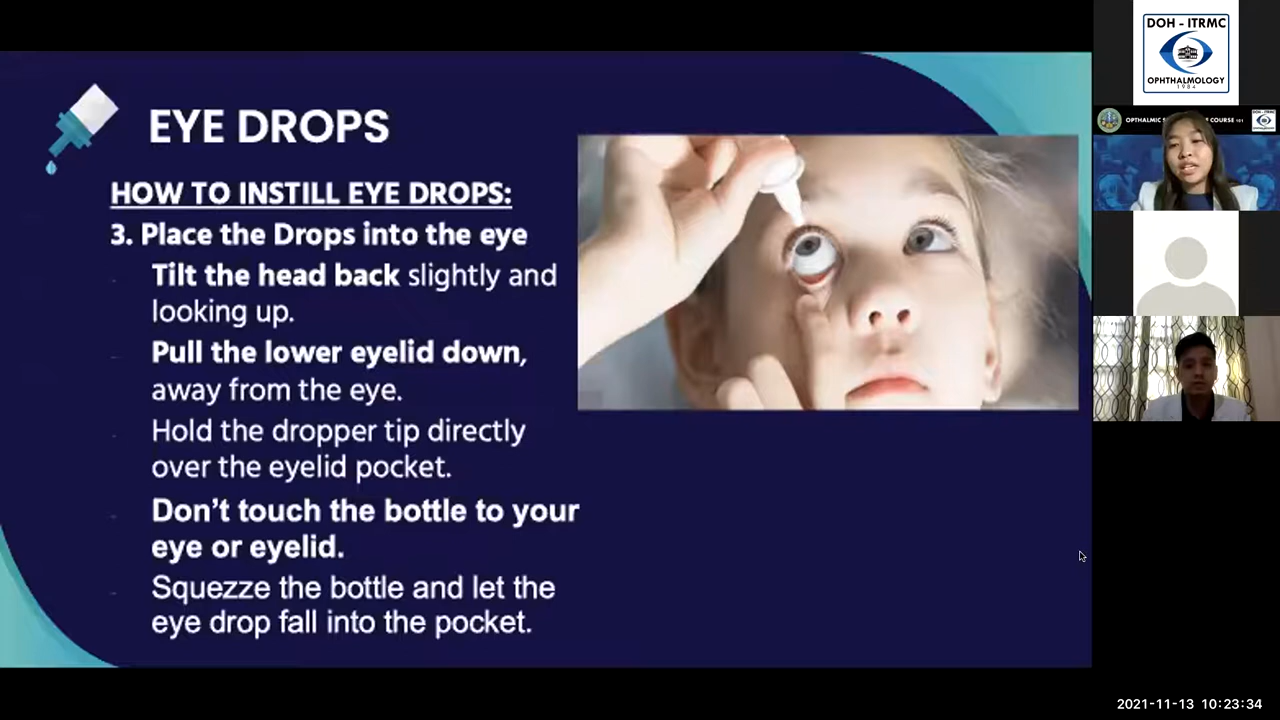 EYE DROPS
HOW TO INSTILL EYE DROPS:
3. Place the Drops into the eye
Tilt the head back slightly and
looking up.
Pull the lower eyelid down,
away from the eye.
Hold the dropper tip directly
over the eyelid pocket.
Don't touch the bottle to your
eye or eyelid.
Squezze the bottle and let the
eye drop fall into the pocket.
DOH - ITRMC
OPHTHALMOLOGY
1984
COURSE 101
2021-11-13 10:23:34